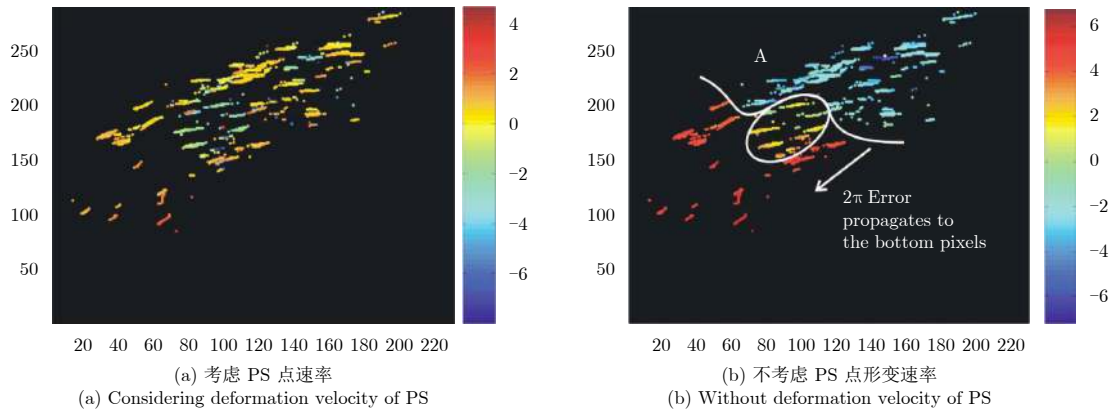 250
200
150
100
50
20 40 60 80 100 120 140 160 180 200 220
4
2
0
−2
−4
−6
(a) 考虑 PS 点速率
(a) Considering deformation velocity of PS
250
200
150
100
50
20 40 60 80 100 120 140 160 180 200 220
A
2π Error
propagates to
the bottom pixels
6
4
2
0
−2
−4
−6
(b) 不考虑 PS 点形变速率
(b) Without deformation velocity of PS